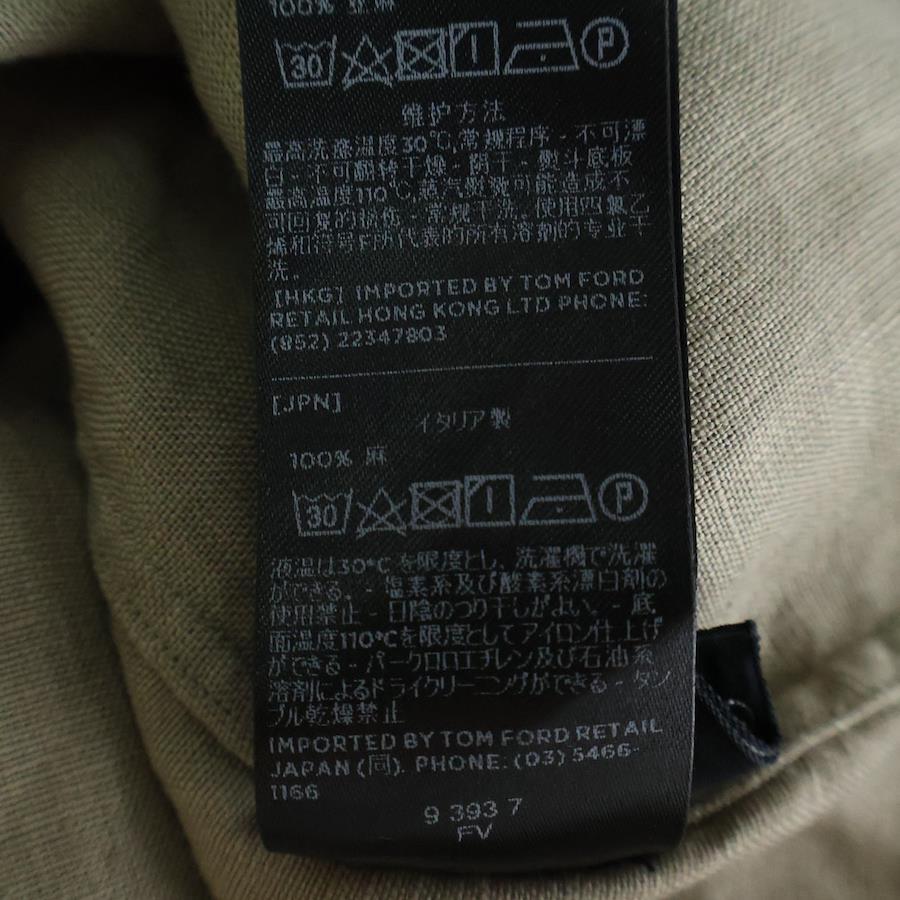 100% 亚麻
30 P
维护方法
最高洗涤温度30℃,常规程序 - 不可漂
白 - 不可翻转干燥 - 阴干 - 熨斗底板
最高温度110℃,蒸汽熨烫可能造成不
可回复的损伤 - 常规干洗。使用四氯乙
烯和符号F所代表的所有溶剂的专业干
洗。
[HKG] IMPORTED BY TOM FORD
RETAIL HONG KONG LTD PHONE:
(852) 22347803
[JPN]
イタリア製
100% 麻
30 P
液温は30°Cを限度とし、洗濯機で洗濯
ができる。- 塩素系及び酸素系漂白剤の
使用禁止 - 日陰のつり干しがよい。- 底
面温度110°Cを限度としてアイロン仕上げ
ができる - パークロロエチレン及び石油系
溶剤によるドライクリーニングができる - タン
ブル乾燥禁止
IMPORTED BY TOM FORD RETAIL
JAPAN (同). PHONE: (03) 5466-
1166
9 393 7
FV